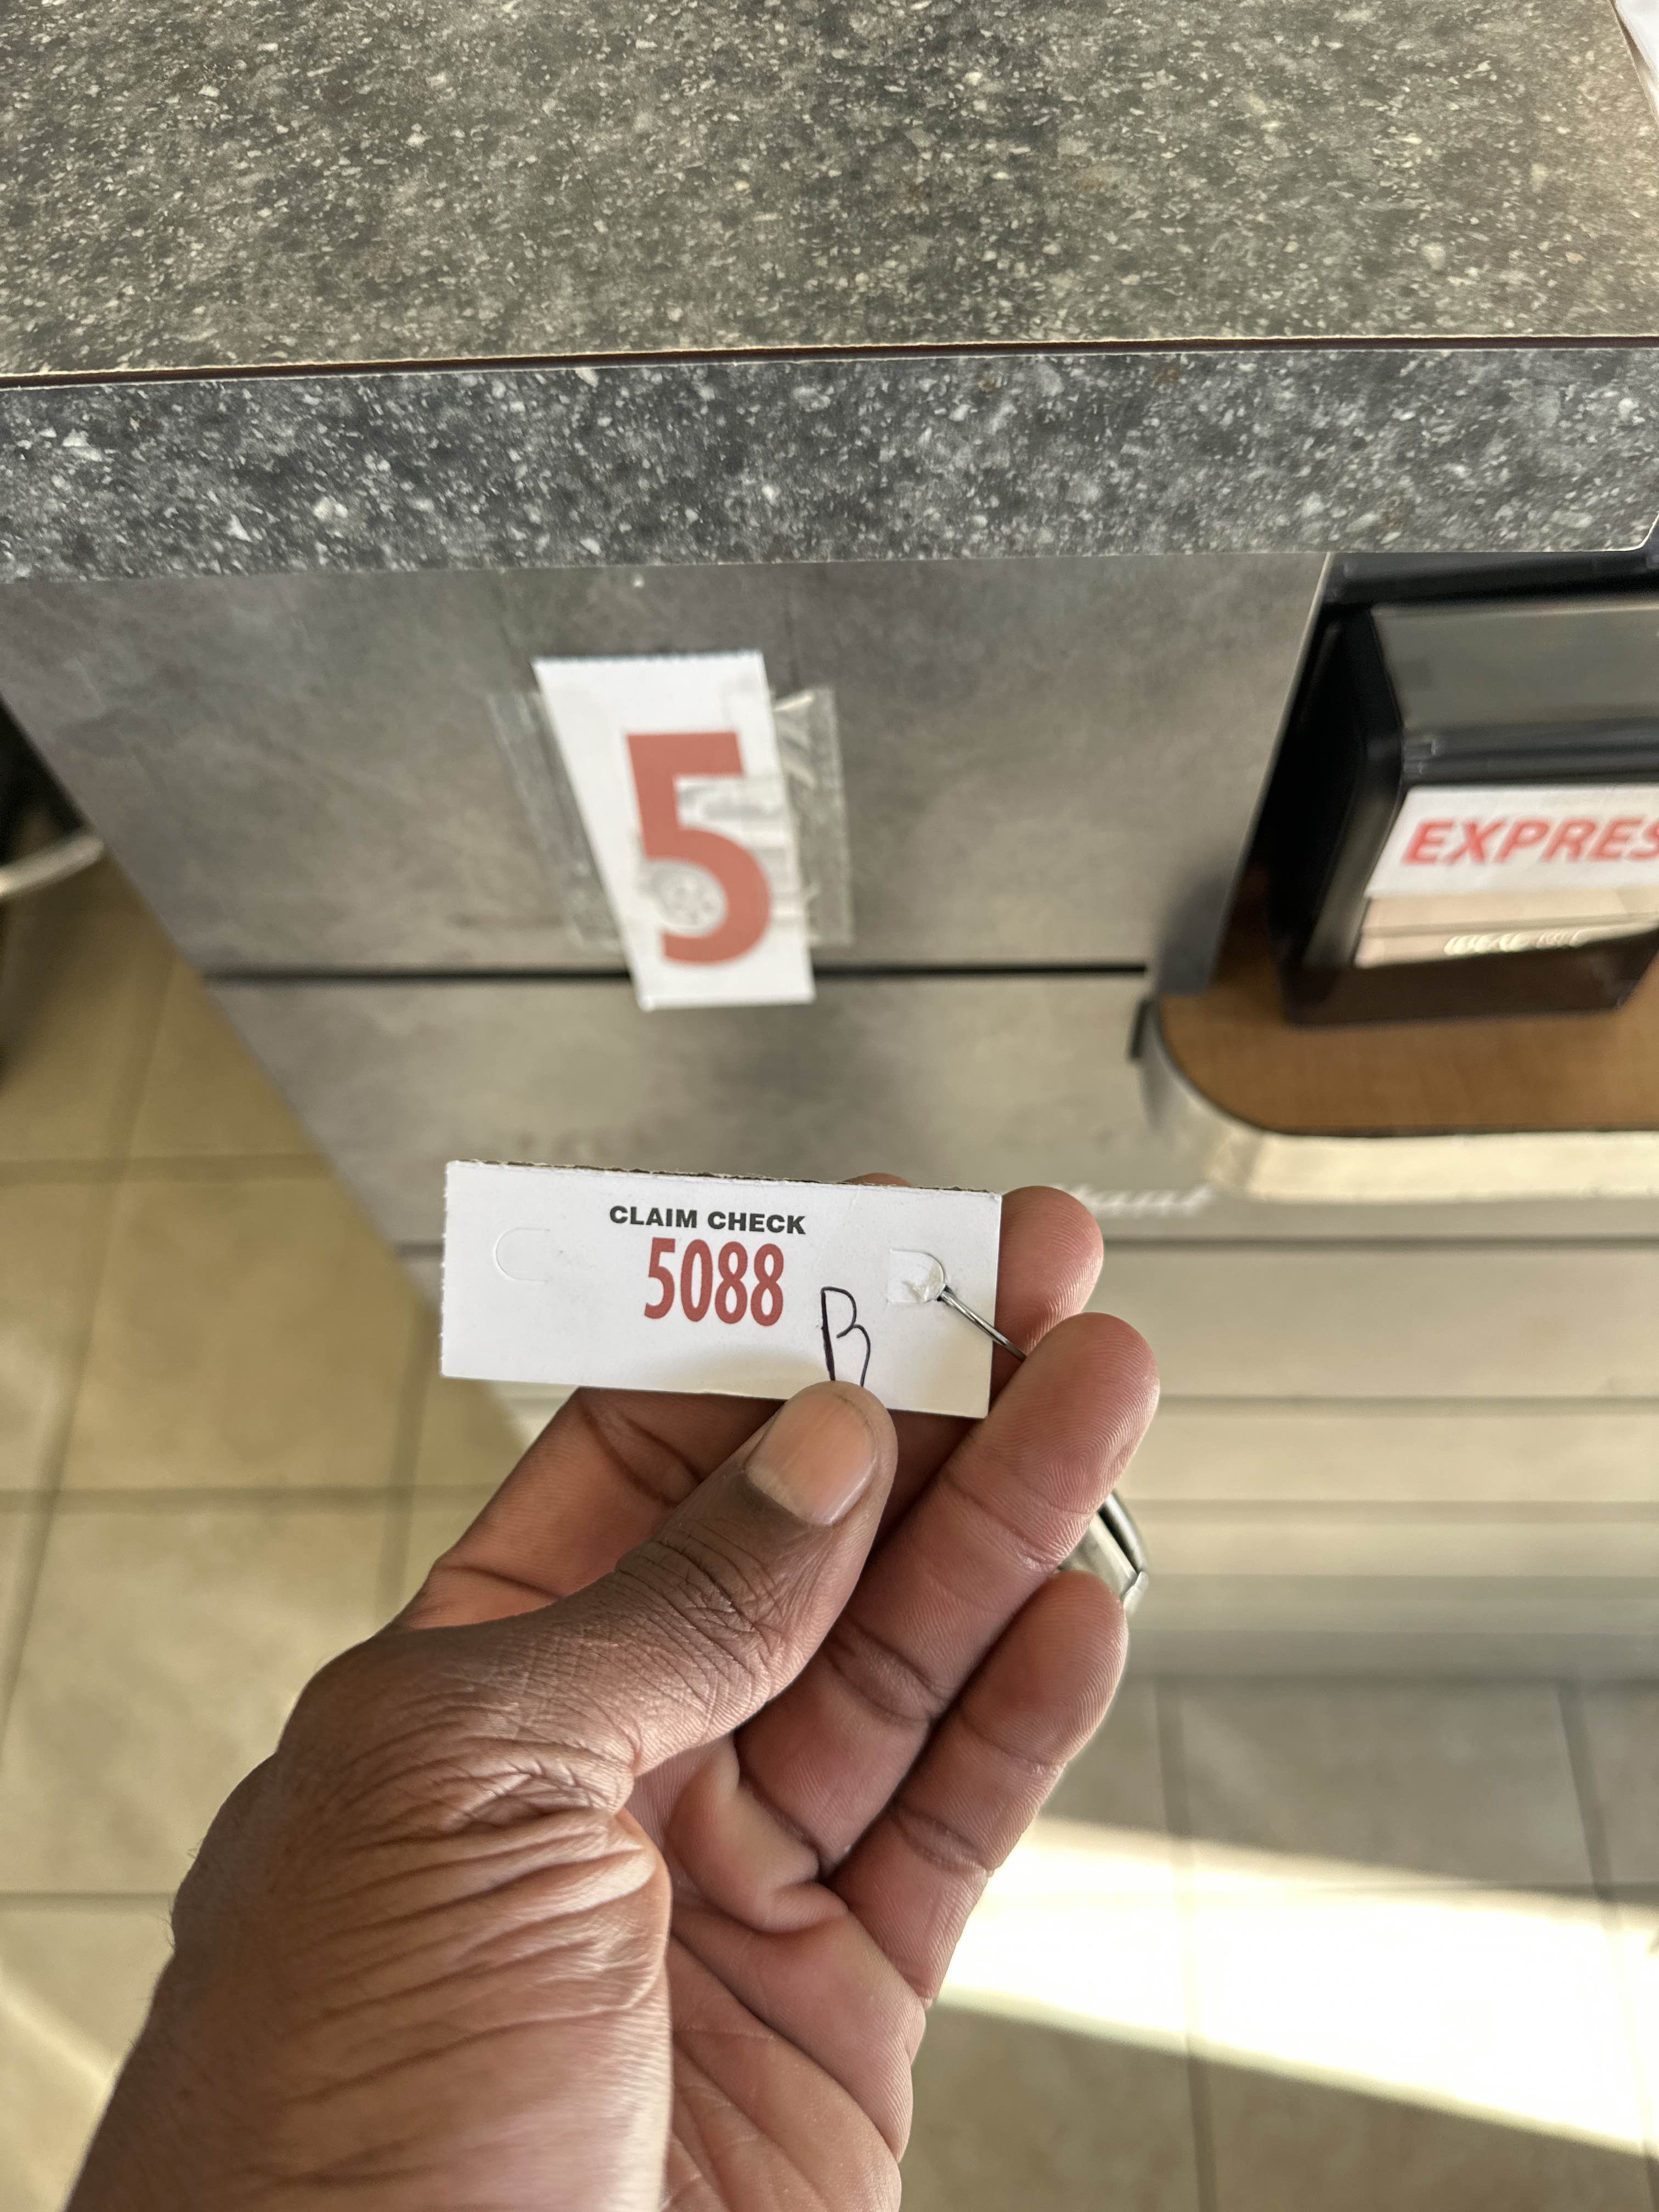 5
EXPRES
CLAIM CHECK
5088
B